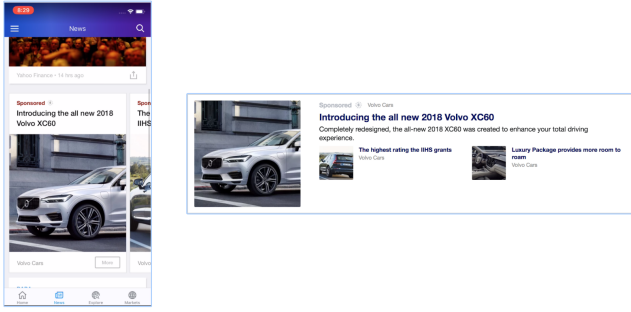 8:29
News
Yahoo Finance • 14 hrs ago
Sponsored
Introducing the all new 2018
Volvo XC60
Spon
The
IIHS
Volvo Cars
More
Volvo
Home
News
Explore
Markets
Sponsored
Volvo Cars
Introducing the all new 2018 Volvo XC60
Completely redesigned, the all-new 2018 XC60 was created to enhance your total driving
experience.
The highest rating the IIHS grants
Volvo Cars
Luxury Package provides more room to
roam
Volvo Cars